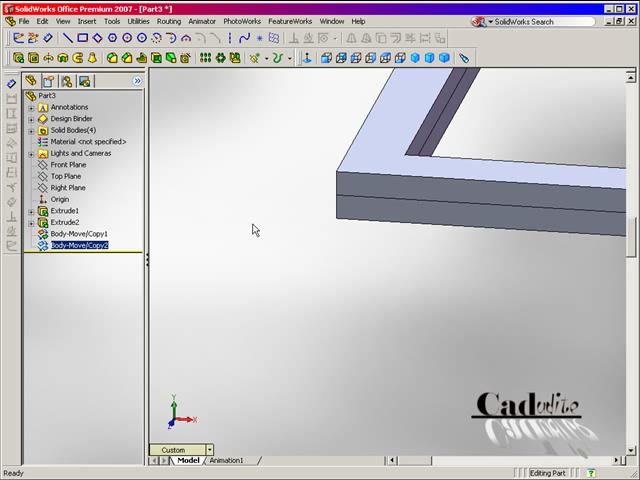 SolidWorks Office Premium 2007 - [Part3 *]
File Edit View Insert Tools Toolbox Routing Animator PhotoWorks FeatureWorks Window Help SolidWorks Search
Part3
Annotations
Design Binder
Solid Bodies(4)
Material <not specified>
Lights and Cameras
Front Plane
Top Plane
Right Plane
Origin
Extrude1
Extrude2
Body-Move/Copy1
Body-Move/Copy2
Y
X
Z
Cadudite
Custom
Model Animation1
Ready Editing Part